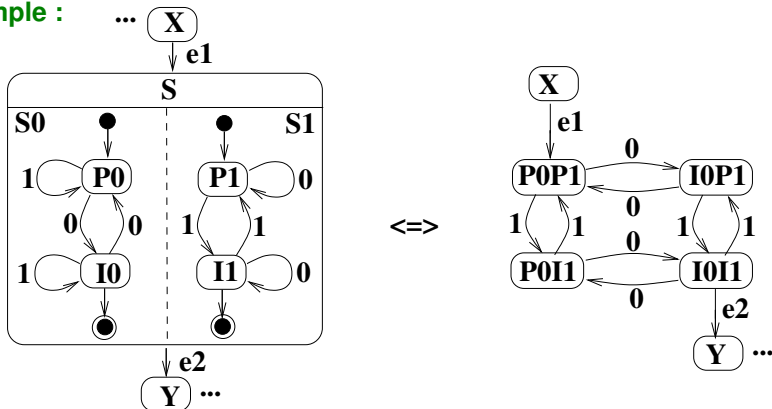 mple :
... X
e1
S
S0 S1
1 P0 P1 0
0 0 1 1
1 I0 I1 0
e2
Y ...
<=>
X
e1
0
P0P1 I0P1
0
1 1 1 1
0
P0I1 I0I1
0
e2
Y ...